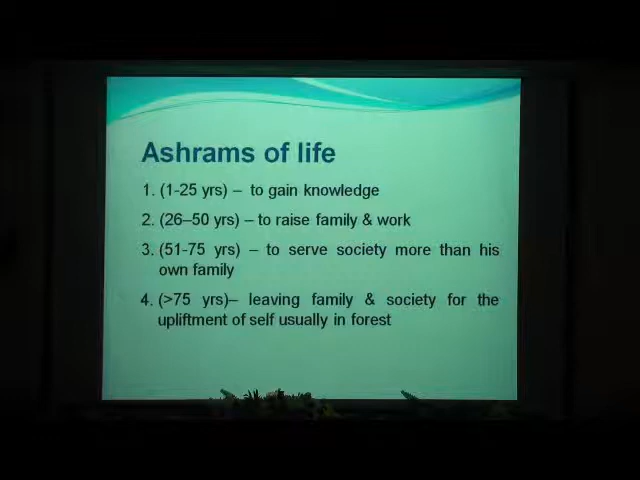 Ashrams of life
1. (1-25 yrs) – to gain knowledge
2. (26–50 yrs) – to raise family & work
3. (51-75 yrs) – to serve society more than his
own family
4. (>75 yrs)– leaving family & society for the
upliftment of self usually in forest